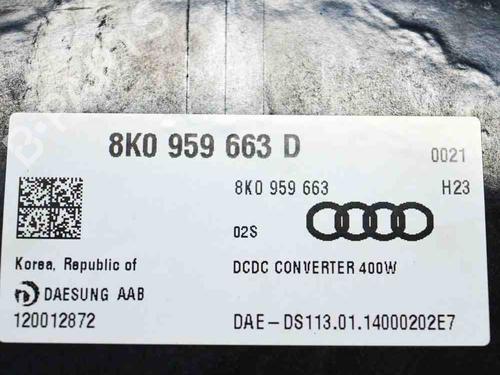 8K0 959 663 D
0021
8K0 959 663
H23
02S
Korea, Republic of
DCDC CONVERTER 400W
DAESUNG AAB
120012872
DAE-DS113.01.14000202E7